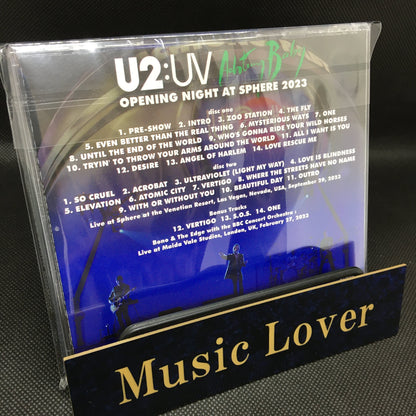 U2:UV Achtung Baby
OPENING NIGHT AT SPHERE 2023
disc one
1. PRE-SHOW 2. INTRO 3. ZOO STATION 4. THE FLY
5. EVEN BETTER THAN THE REAL THING 6. MYSTERIOUS WAYS 7. ONE
8. UNTIL THE END OF THE WORLD 9. WHO'S GONNA RIDE YOUR WILD HORSES
10. TRYIN' TO THROW YOUR ARMS AROUND THE WORLD 11. ALL I WANT IS YOU
12. DESIRE 13. ANGEL OF HARLEM 14. LOVE RESCUE ME
disc two
1. SO CRUEL 2. ACROBAT 3. ULTRAVIOLET (LIGHT MY WAY) 4. LOVE IS BLINDNESS
5. ELEVATION 6. ATOMIC CITY 7. VERTIGO 8. WHERE THE STREETS HAVE NO NAME
9. WITH OR WITHOUT YOU 10. BEAUTIFUL DAY 11. OUTRO
Live at Sphere at the Venetian Resort, Las Vegas, Nevada, USA, September 29, 2023
Bonus Tracks
12. VERTIGO 13. S.O.S. 14. ONE
Bono & The Edge with the BBC Concert Orchestra
Live at Maida Vale Studios, London, UK, February 27, 2023
Music Lover